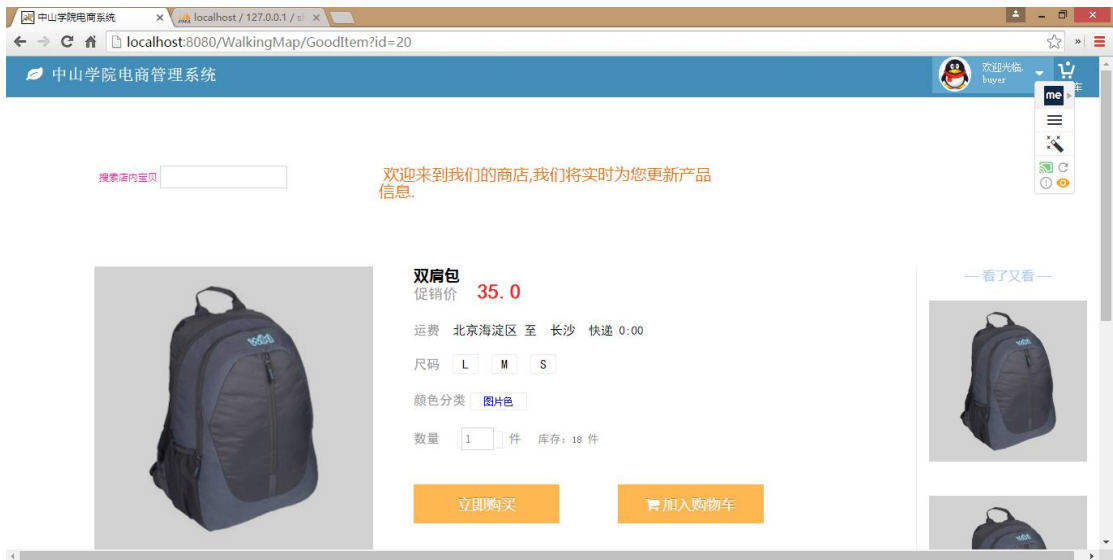 中山学院电商系统
localhost / 127.0.0.1 / sl
localhost:8080/WalkingMap/GoodItem?id=20
中山学院电商管理系统
欢迎光临,
buyer
车
me
搜索店内宝贝
欢迎来到我们的商店,我们将实时为您更新产品
信息.
双肩包
促销价 35.0
运费 北京海淀区 至 长沙 快递 0:00
尺码 L M S
颜色分类 图片色
数量 1 件 库存: 18 件
立即购买 加入购物车
— 看了又看 —